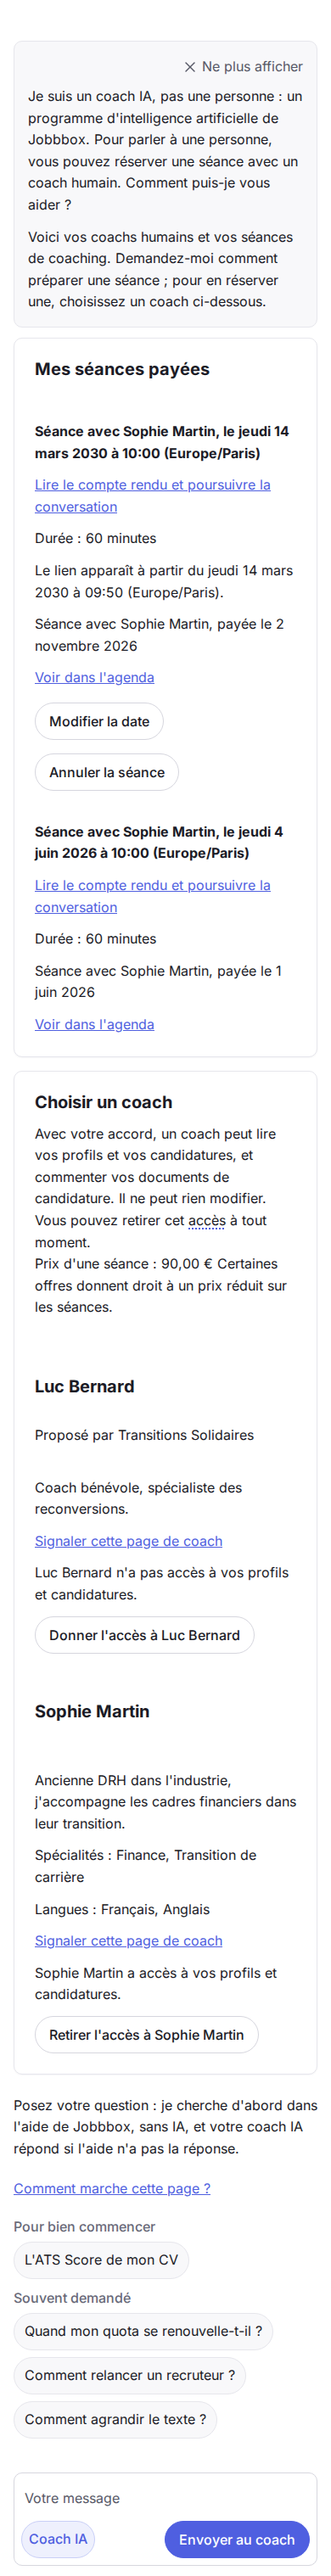 Ne plus afficher
Je suis un coach IA, pas une personne : un
programme d'intelligence artificielle de
Jobbbox. Pour parler à une personne,
vous pouvez réserver une séance avec un
coach humain. Comment puis-je vous
aider ?
Voici vos coachs humains et vos séances
de coaching. Demandez-moi comment
préparer une séance ; pour en réserver
une, choisissez un coach ci-dessous.
Mes séances payées
Séance avec Sophie Martin, le jeudi 14
mars 2030 à 10:00 (Europe/Paris)
Lire le compte rendu et poursuivre la
conversation
Durée : 60 minutes
Le lien apparaît à partir du jeudi 14 mars
2030 à 09:50 (Europe/Paris).
Séance avec Sophie Martin, payée le 2
novembre 2026
Voir dans l'agenda
Modifier la date
Annuler la séance
Séance avec Sophie Martin, le jeudi 4
juin 2026 à 10:00 (Europe/Paris)
Lire le compte rendu et poursuivre la
conversation
Durée : 60 minutes
Séance avec Sophie Martin, payée le 1
juin 2026
Voir dans l'agenda
Choisir un coach
Avec votre accord, un coach peut lire
vos profils et vos candidatures, et
commenter vos documents de
candidature. Il ne peut rien modifier.
Vous pouvez retirer cet accès à tout
moment.
Prix d'une séance : 90,00 € Certaines
offres donnent droit à un prix réduit sur
les séances.
Luc Bernard
Proposé par Transitions Solidaires
Coach bénévole, spécialiste des
reconversions.
Signaler cette page de coach
Luc Bernard n'a pas accès à vos profils
et candidatures.
Donner l'accès à Luc Bernard
Sophie Martin
Ancienne DRH dans l'industrie,
j'accompagne les cadres financiers dans
leur transition.
Spécialités : Finance, Transition de
carrière
Langues : Français, Anglais
Signaler cette page de coach
Sophie Martin a accès à vos profils et
candidatures.
Retirer l'accès à Sophie Martin
Posez votre question : je cherche d'abord dans
l'aide de Jobbbox, sans IA, et votre coach IA
répond si l'aide n'a pas la réponse.
Comment marche cette page ?
Pour bien commencer
L'ATS Score de mon CV
Souvent demandé
Quand mon quota se renouvelle-t-il ?
Comment relancer un recruteur ?
Comment agrandir le texte ?
Votre message
Coach IA
Envoyer au coach